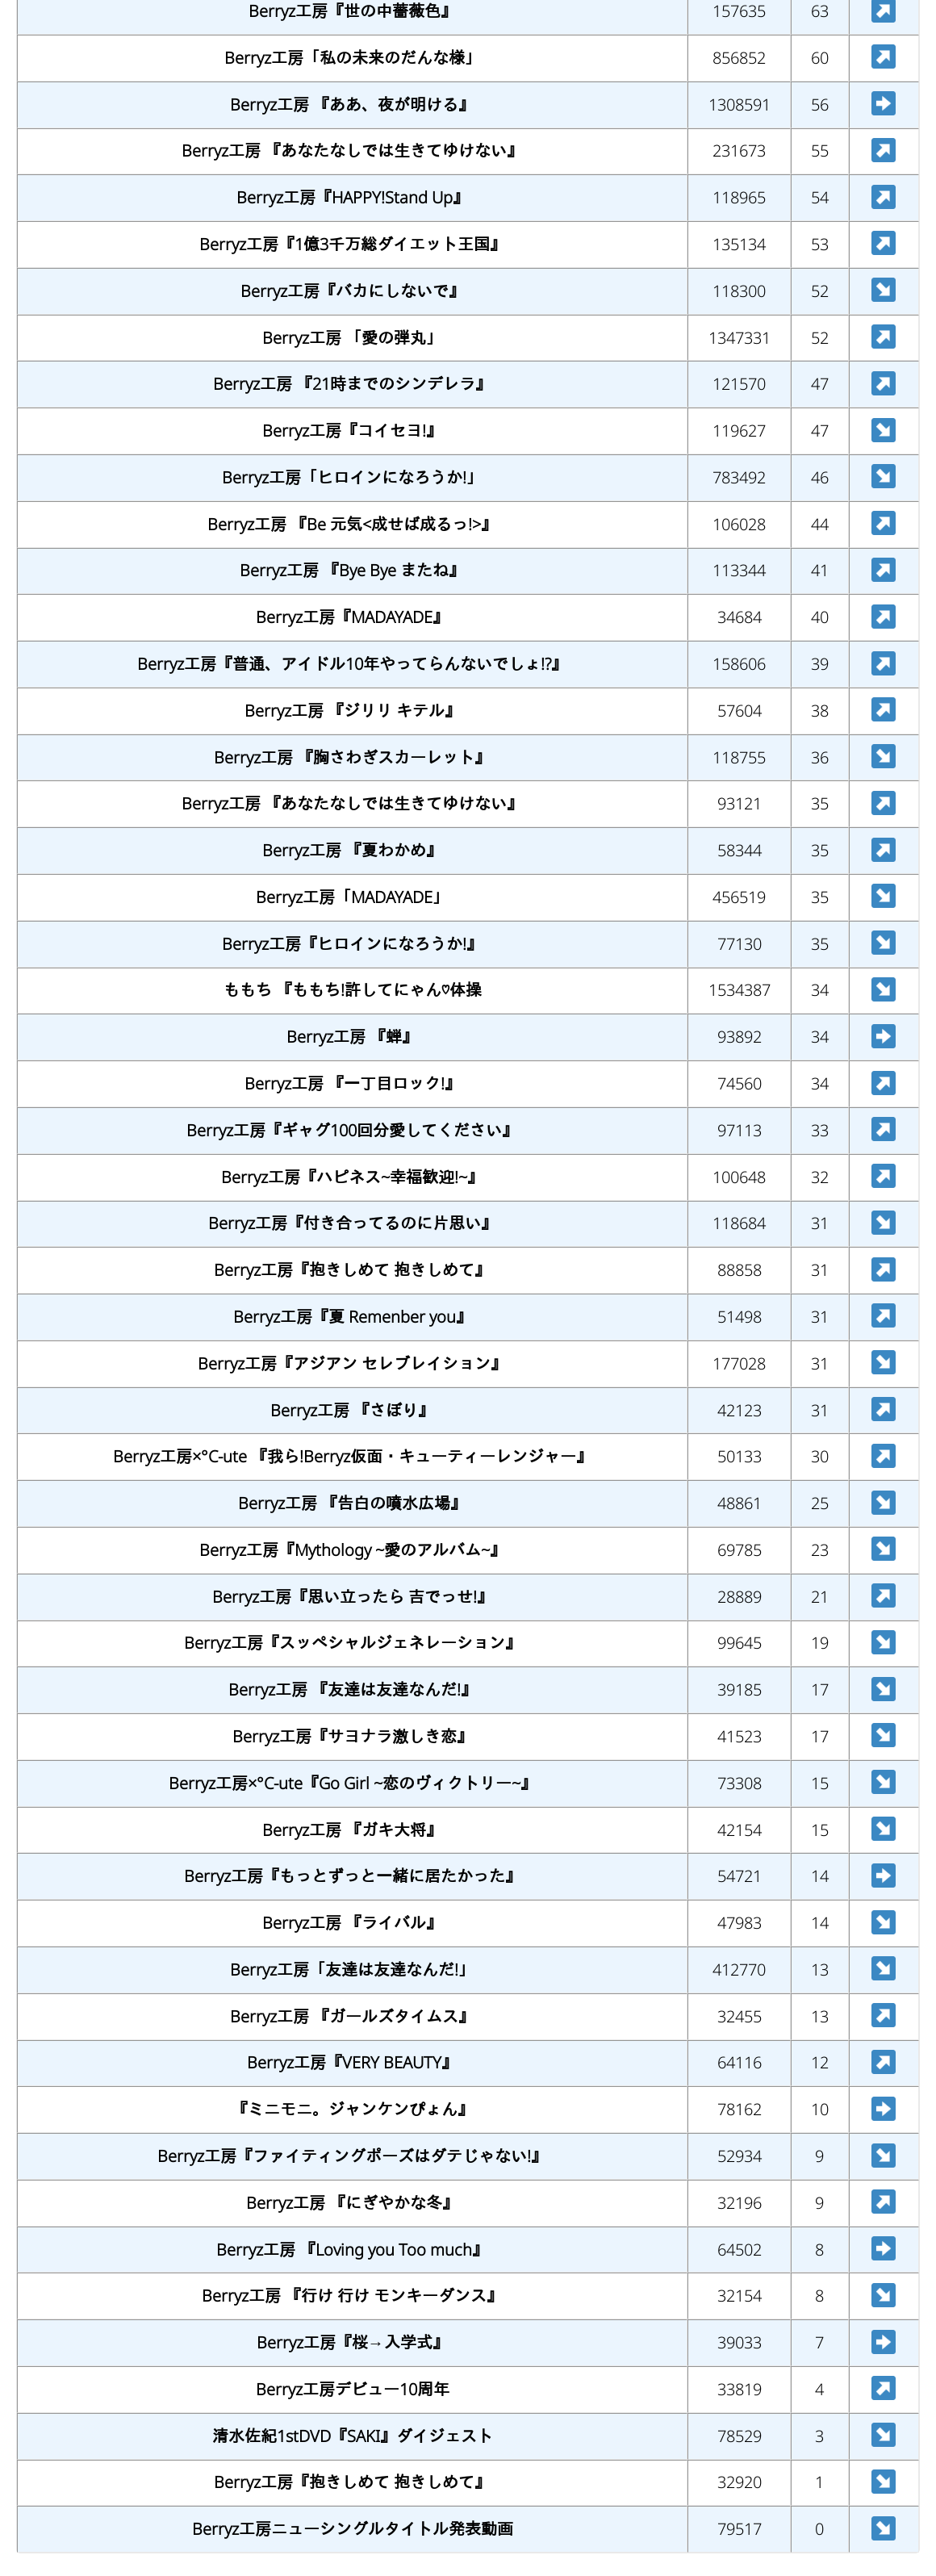 Berryz工房『世の中薔薇色』 157635 63 ↗
Berryz工房「私の未来のだんな様」 856852 60 ↗
Berryz工房 『ああ、夜が明ける』 1308591 56 ➡
Berryz工房 『あなたなしでは生きてゆけない』 231673 55 ↗
Berryz工房『HAPPY!Stand Up』 118965 54 ↗
Berryz工房『1億3千万総ダイエット王国』 135134 53 ↗
Berryz工房『バカにしないで』 118300 52 ↘
Berryz工房 「愛の弾丸」 1347331 52 ↗
Berryz工房 『21時までのシンデレラ』 121570 47 ↗
Berryz工房『コイセヨ!』 119627 47 ↘
Berryz工房「ヒロインになろうか!」 783492 46 ↘
Berryz工房 『Be 元気<成せば成るっ!>』 106028 44 ↗
Berryz工房 『Bye Bye またね』 113344 41 ↗
Berryz工房『MADAYADE』 34684 40 ↗
Berryz工房『普通、アイドル10年やってらんないでしょ!?』 158606 39 ↗
Berryz工房 『ジリリ キテル』 57604 38 ↗
Berryz工房 『胸さわぎスカーレット』 118755 36 ↘
Berryz工房 『あなたなしでは生きてゆけない』 93121 35 ↗
Berryz工房 『夏わかめ』 58344 35 ↗
Berryz工房「MADAYADE」 456519 35 ↘
Berryz工房『ヒロインになろうか!』 77130 35 ↘
ももち 『ももち!許してにゃん♡体操 1534387 34 ↘
Berryz工房 『蝉』 93892 34 ➡
Berryz工房 『一丁目ロック!』 74560 34 ↗
Berryz工房『ギャグ100回分愛してください』 97113 33 ↗
Berryz工房『ハピネス~幸福歓迎!~』 100648 32 ↗
Berryz工房『付き合ってるのに片思い』 118684 31 ↘
Berryz工房『抱きしめて 抱きしめて』 88858 31 ↗
Berryz工房『夏 Remenber you』 51498 31 ↗
Berryz工房『アジアン セレブレイション』 177028 31 ↘
Berryz工房 『さぼり』 42123 31 ↗
Berryz工房×°C-ute 『我ら!Berryz仮面・キューティーレンジャー』 50133 30 ↗
Berryz工房 『告白の噴水広場』 48861 25 ↘
Berryz工房『Mythology ~愛のアルバム~』 69785 23 ↘
Berryz工房『思い立ったら 吉でっせ!』 28889 21 ↗
Berryz工房『スッペシャルジェネレーション』 99645 19 ↘
Berryz工房 『友達は友達なんだ!』 39185 17 ↘
Berryz工房『サヨナラ激しき恋』 41523 17 ↘
Berryz工房×°C-ute『Go Girl ~恋のヴィクトリー~』 73308 15 ↘
Berryz工房 『ガキ大将』 42154 15 ↘
Berryz工房『もっとずっと一緒に居たかった』 54721 14 ➡
Berryz工房 『ライバル』 47983 14 ↘
Berryz工房「友達は友達なんだ!」 412770 13 ↘
Berryz工房 『ガールズタイムス』 32455 13 ↗
Berryz工房『VERY BEAUTY』 64116 12 ↗
『ミニモニ。ジャンケンぴょん』 78162 10 ➡
Berryz工房『ファイティングポーズはダテじゃない!』 52934 9 ↘
Berryz工房 『にぎやかな冬』 32196 9 ↗
Berryz工房 『Loving you Too much』 64502 8 ➡
Berryz工房 『行け 行け モンキーダンス』 32154 8 ↘
Berryz工房『桜→入学式』 39033 7 ➡
Berryz工房デビュー10周年 33819 4 ↗
清水佐紀1stDVD『SAKI』ダイジェスト 78529 3 ↘
Berryz工房『抱きしめて 抱きしめて』 32920 1 ↘
Berryz工房ニューシングルタイトル発表動画 79517 0 ↘